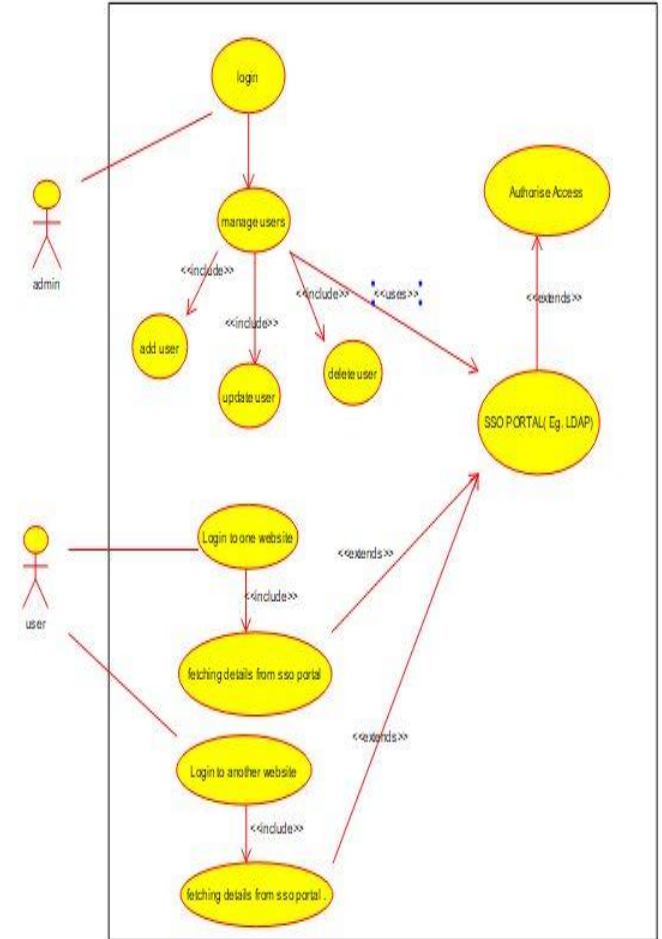 login
Authorise Access
manage users
admin
<<include>>
<<include>>
<<uses>>
<<extends>>
<<include>>
add user
delete user
update user
SSO PORTAL( Eg. LDAP)
Login to one website
<<extends>>
<<include>>
user
fetching details from sso portal
<<extends>>
Login to another website
<<include>>
fetching details from sso portal .